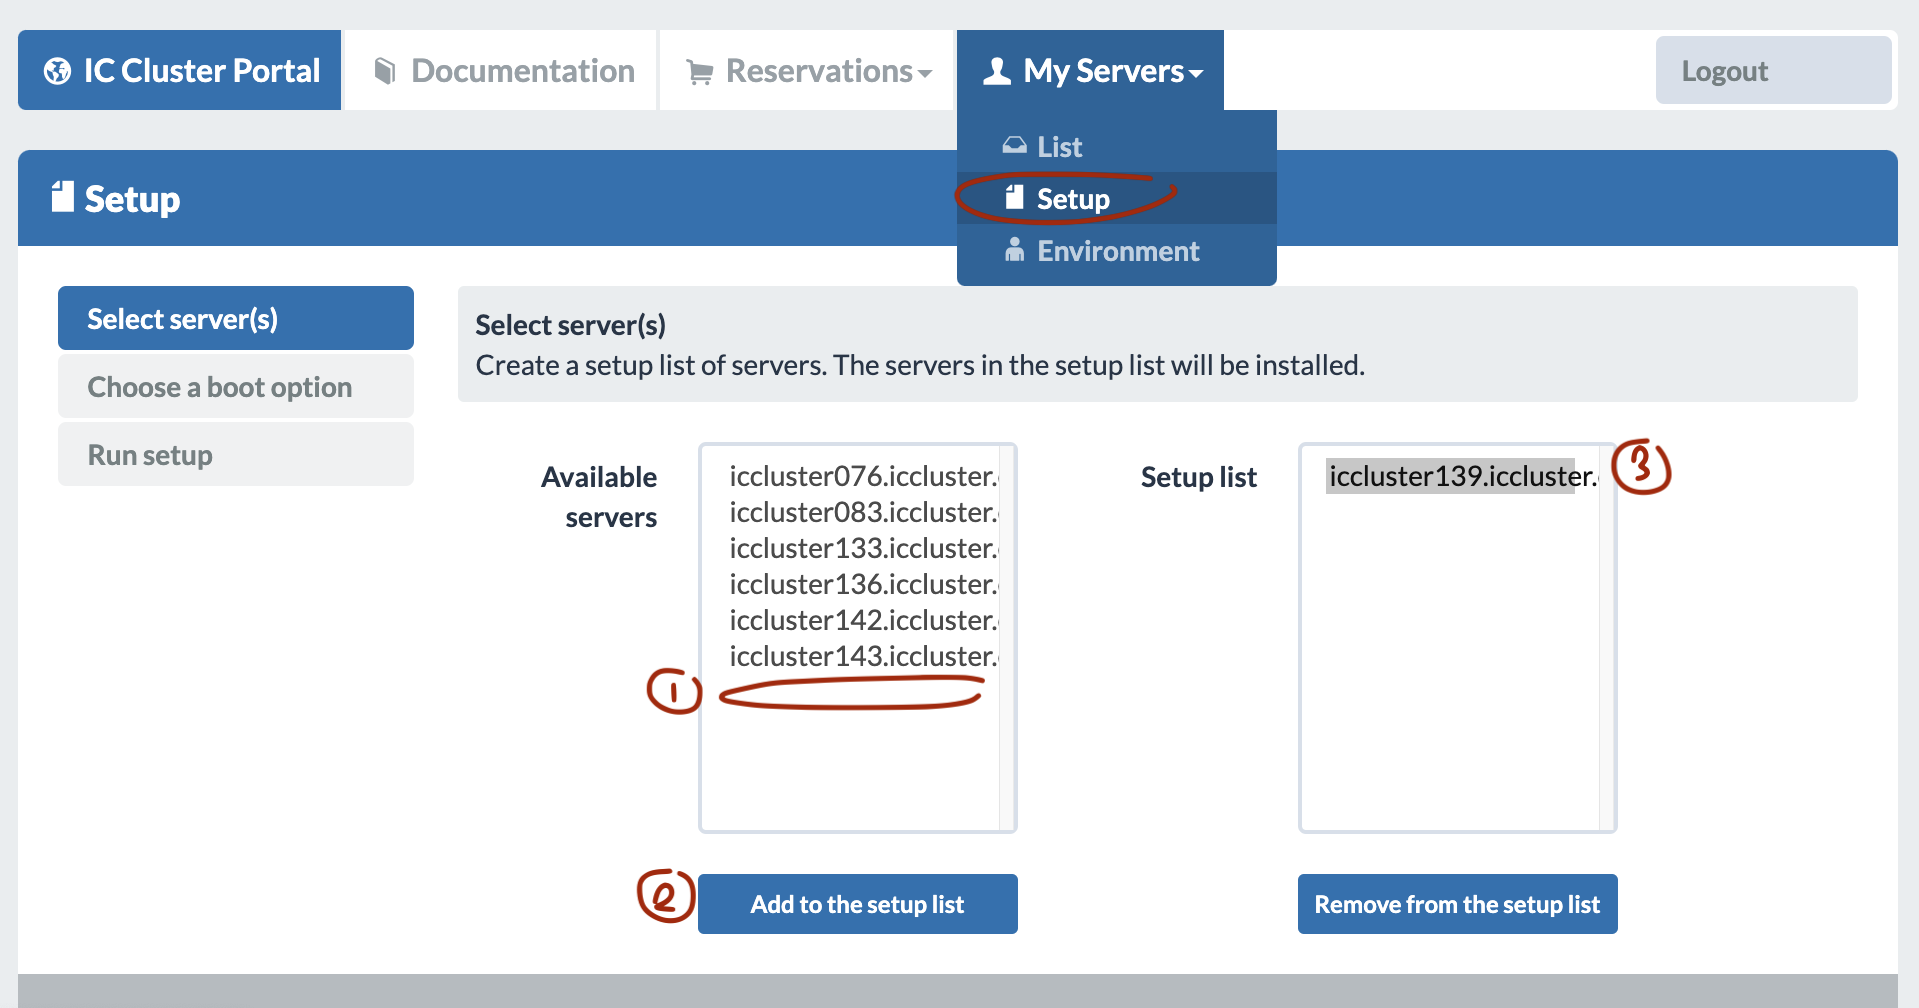 IC Cluster Portal
Documentation
Reservations
My Servers
Logout
List
Setup
Environment
Setup
Select server(s)
Choose a boot option
Run setup
Select server(s)
Create a setup list of servers. The servers in the setup list will be installed.
Available
servers
iccluster076.iccluster.
iccluster083.iccluster.
iccluster133.iccluster.
iccluster136.iccluster.
iccluster142.iccluster.
iccluster143.iccluster.
1
Setup list
iccluster139.iccluster.
3
2
Add to the setup list
Remove from the setup list